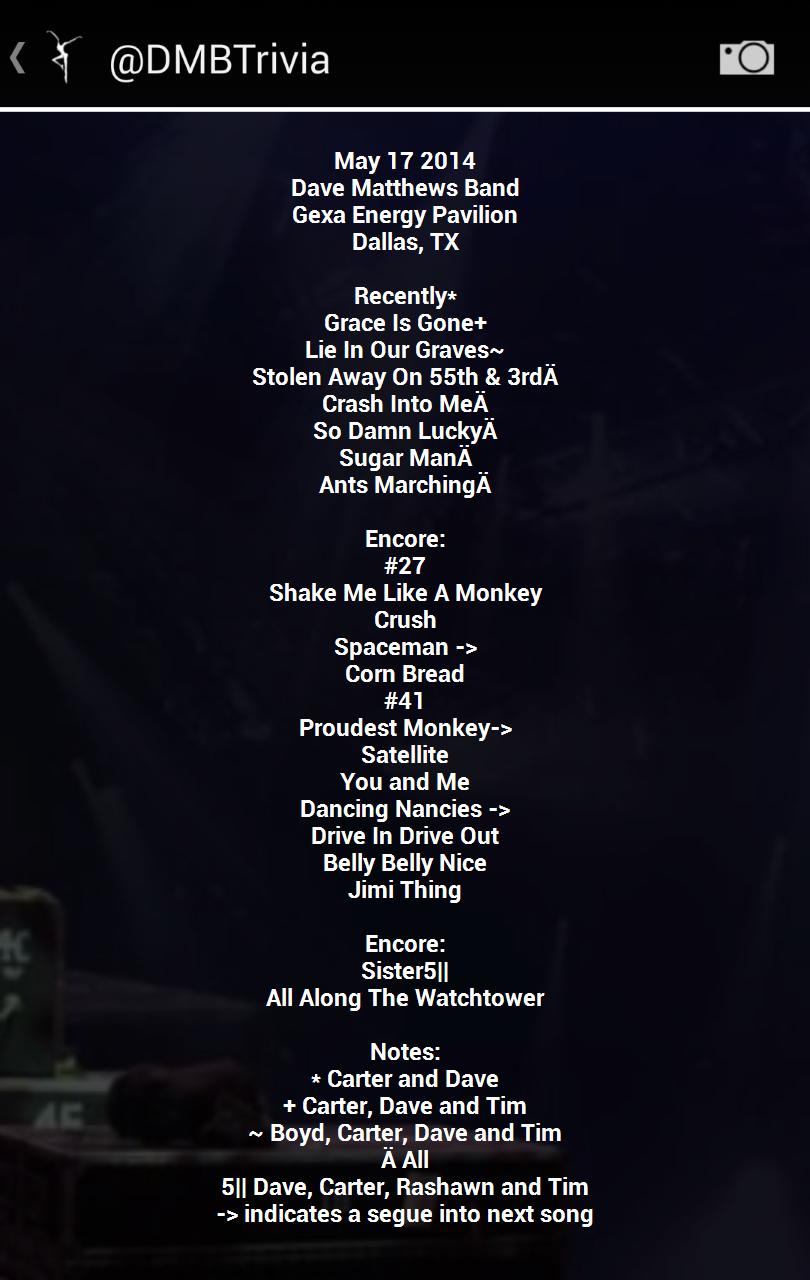 @DMBTrivia
May 17 2014
Dave Matthews Band
Gexa Energy Pavilion
Dallas, TX
Recently*
Grace Is Gone+
Lie In Our Graves~
Stolen Away On 55th & 3rdÄ
Crash Into MeÄ
So Damn LuckyÄ
Sugar ManÄ
Ants MarchingÄ
Encore:
#27
Shake Me Like A Monkey
Crush
Spaceman ->
Corn Bread
#41
Proudest Monkey->
Satellite
You and Me
Dancing Nancies ->
Drive In Drive Out
Belly Belly Nice
Jimi Thing
Encore:
Sister5||
All Along The Watchtower
Notes:
* Carter and Dave
+ Carter, Dave and Tim
~ Boyd, Carter, Dave and Tim
Ä All
5|| Dave, Carter, Rashawn and Tim
-> indicates a segue into next song